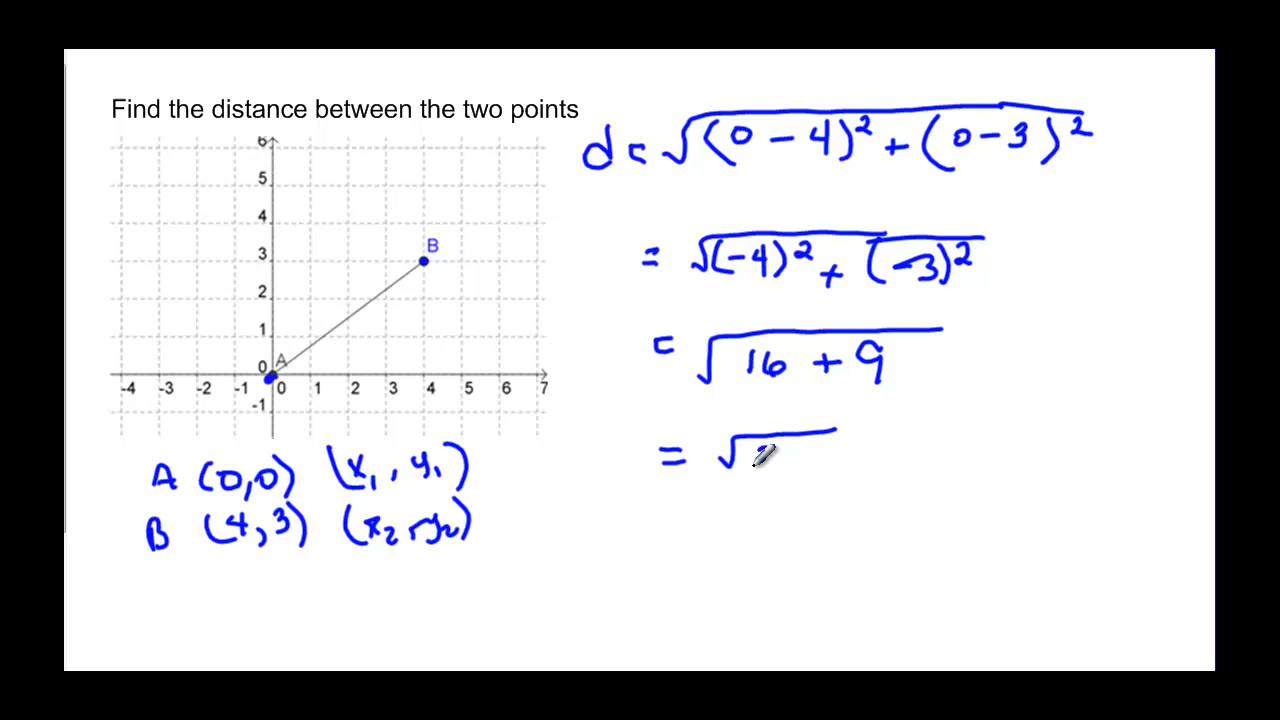 Find the distance between the two points
d = √(0 - 4)² + (0 - 3)²
= √(-4)² + (-3)²
= √16 + 9
= √
6
5
4
3
2
1
0
-1
-4 -3 -2 -1 0 1 2 3 4 5 6 7
A
B
A (0,0) (x₁, y₁)
B (4,3) (x₂, y₂)